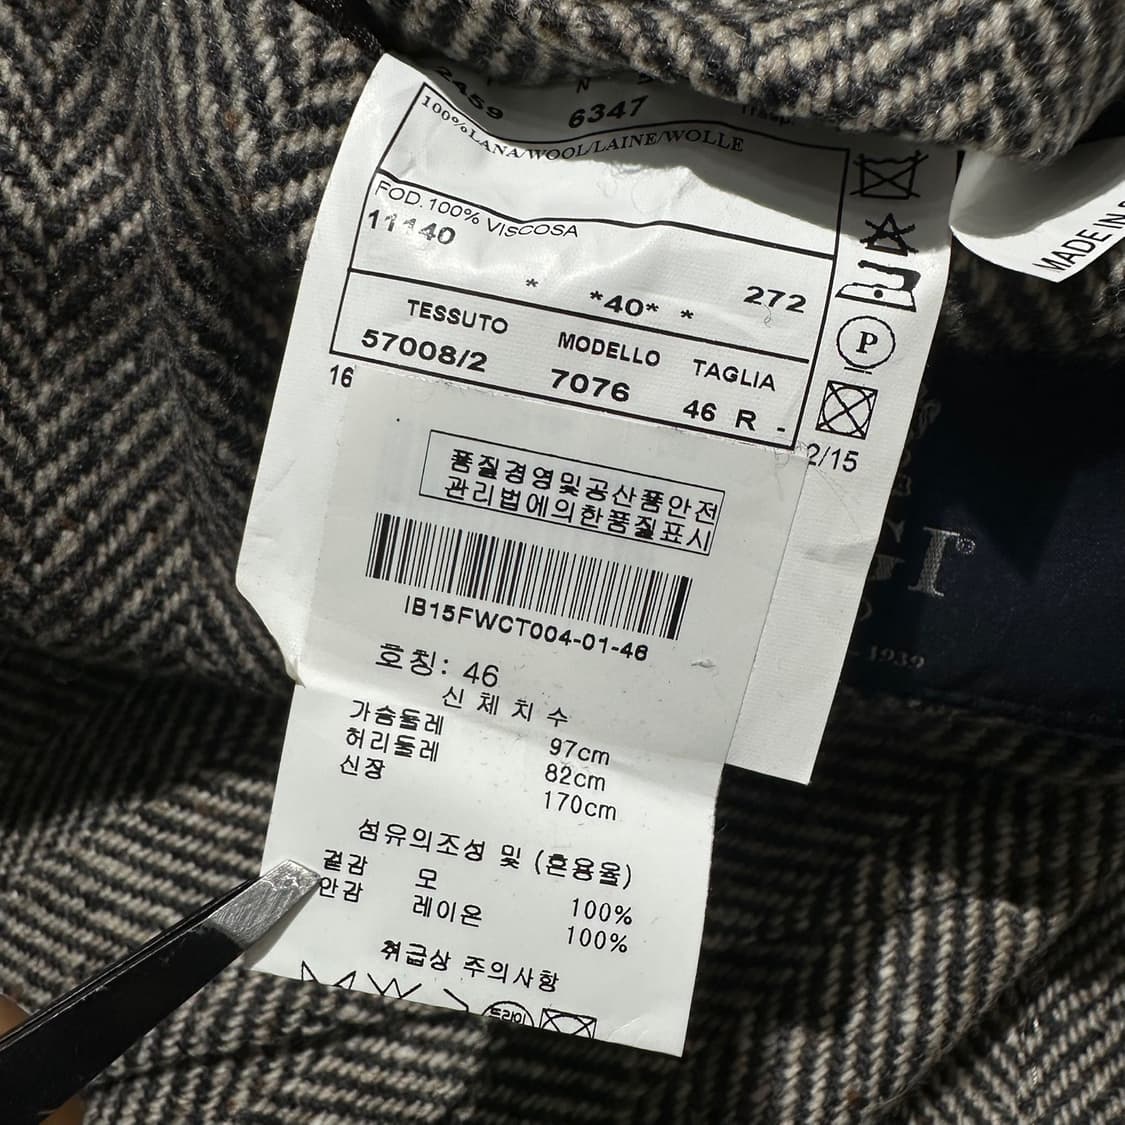 2459 6347
100%LANA/WOOL/LAINE/WOLLE
FOD.100% VISCOSA
11140
* *40* * 272
TESSUTO MODELLO TAGLIA
57008/2 7076 46 R -
16
2/15
P
MADE IN
품질경영및공산품안전
관리법에의한품질표시
IB15FWCT004-01-46
호칭: 46
신체치수
가슴둘레 97cm
허리둘레 82cm
신장 170cm
섬유의조성 및 (혼용율)
겉감 모 100%
안감 레이온 100%
취급상 주의사항
드라이
GI®
1939